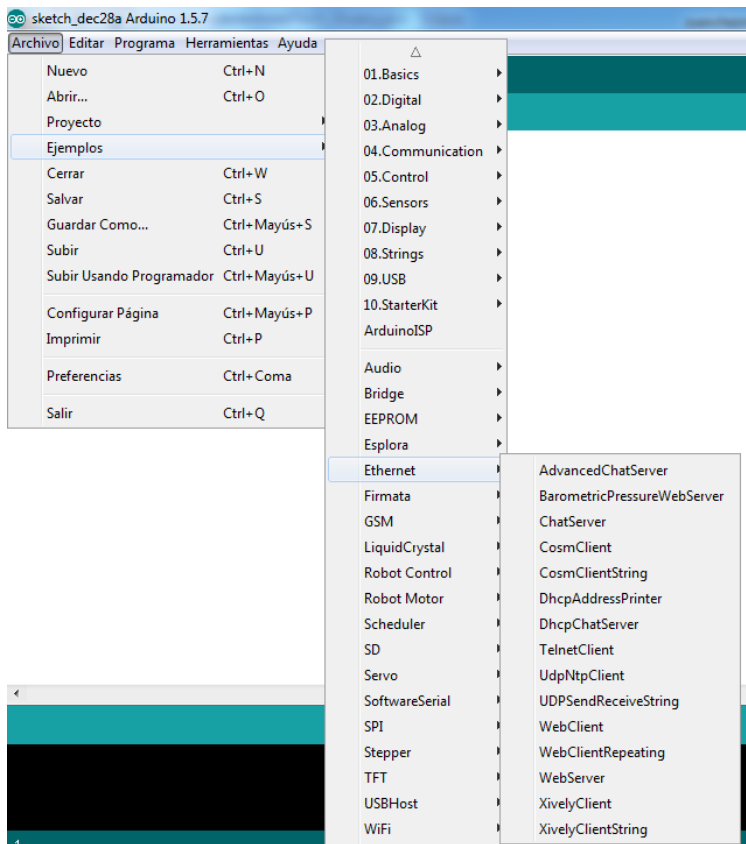 sketch_dec28a Arduino 1.5.7
Archivo Editar Programa Herramientas Ayuda
Nuevo Ctrl+N
Abrir... Ctrl+O
Proyecto
Ejemplos
Cerrar Ctrl+W
Salvar Ctrl+S
Guardar Como... Ctrl+Mayús+S
Subir Ctrl+U
Subir Usando Programador Ctrl+Mayús+U
Configurar Página Ctrl+Mayús+P
Imprimir Ctrl+P
Preferencias Ctrl+Coma
Salir Ctrl+Q
01.Basics
02.Digital
03.Analog
04.Communication
05.Control
06.Sensors
07.Display
08.Strings
09.USB
10.StarterKit
ArduinoISP
Audio
Bridge
EEPROM
Esplora
Ethernet
Firmata
GSM
LiquidCrystal
Robot Control
Robot Motor
Scheduler
SD
Servo
SoftwareSerial
SPI
Stepper
TFT
USBHost
WiFi
AdvancedChatServer
BarometricPressureWebServer
ChatServer
CosmClient
CosmClientString
DhcpAddressPrinter
DhcpChatServer
TelnetClient
UdpNtpClient
UDPSendReceiveString
WebClient
WebClientRepeating
WebServer
XivelyClient
XivelyClientString